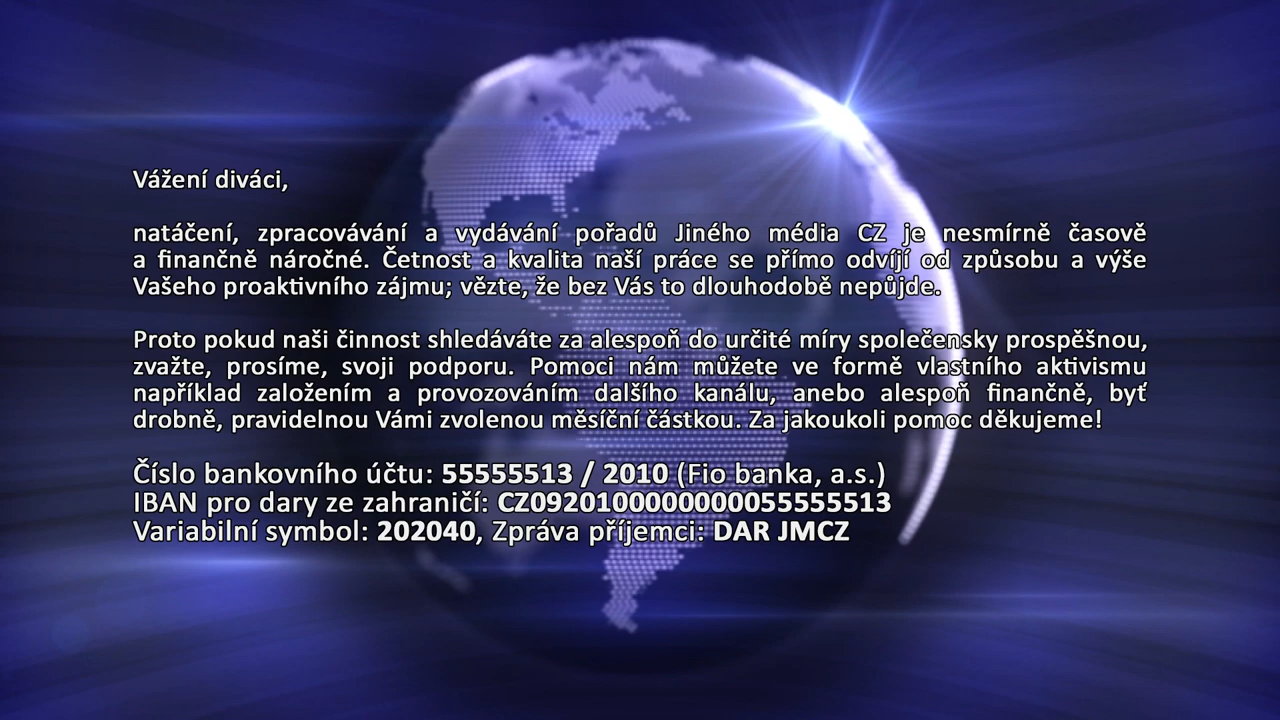 Vážení diváci,
natáčení, zpracovávání a vydávání pořadů Jiného média CZ je nesmírně časově
a finančně náročné. Četnost a kvalita naší práce se přímo odvíjí od způsobu a výše
Vašeho proaktivního zájmu; vězte, že bez Vás to dlouhodobě nepůjde.
Proto pokud naši činnost shledáváte za alespoň do určité míry společensky prospěšnou,
zvažte, prosíme, svoji podporu. Pomoci nám můžete ve formě vlastního aktivismu
například založením a provozováním dalšího kanálu, anebo alespoň finančně, byť
drobně, pravidelnou Vámi zvolenou měsíční částkou. Za jakoukoli pomoc děkujeme!
Číslo bankovního účtu: 55555513 / 2010 (Fio banka, a.s.)
IBAN pro dary ze zahraničí: CZ0920100000000055555513
Variabilní symbol: 202040, Zpráva příjemci: DAR JMCZ